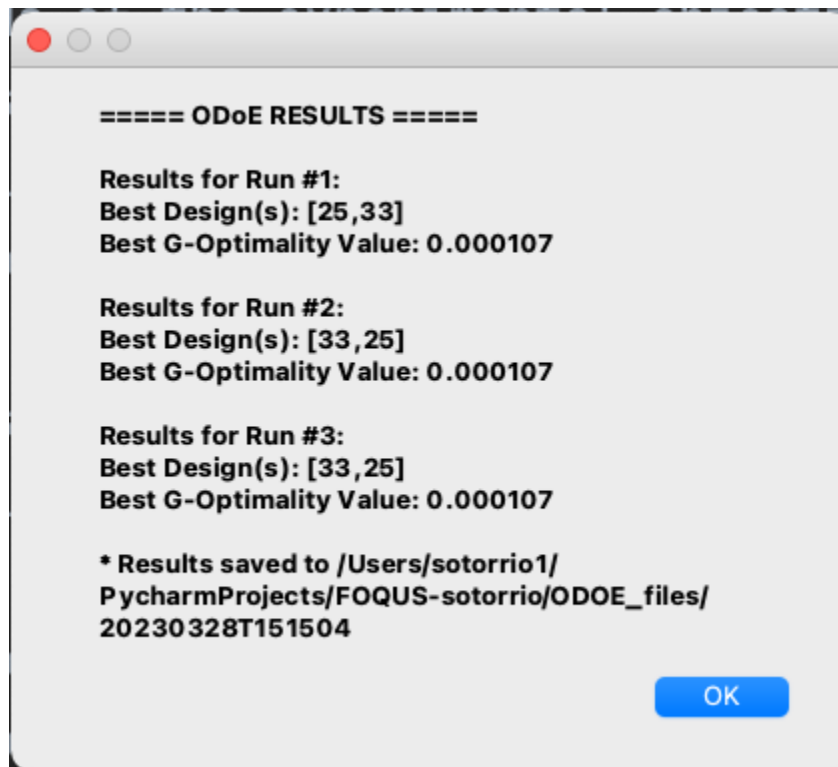 ===== ODoE RESULTS =====
Results for Run #1:
Best Design(s): [25,33]
Best G-Optimality Value: 0.000107
Results for Run #2:
Best Design(s): [33,25]
Best G-Optimality Value: 0.000107
Results for Run #3:
Best Design(s): [33,25]
Best G-Optimality Value: 0.000107
* Results saved to /Users/sotorrio1/
PycharmProjects/FOQUS-sotorrio/ODOE_files/
20230328T151504
OK